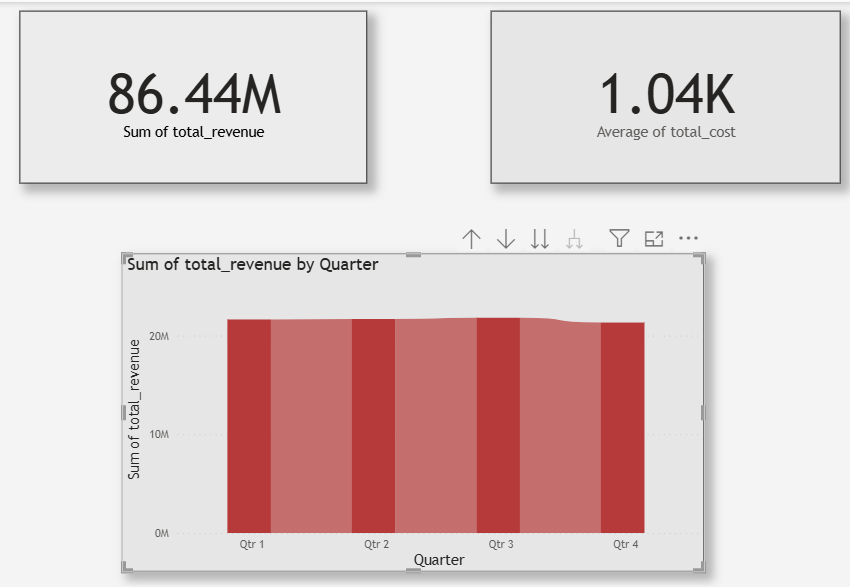 86.44M
Sum of total_revenue
1.04K
Average of total_cost
Sum of total_revenue by Quarter
Sum of total_revenue
20M
10M
0M
Qtr 1
Qtr 2
Qtr 3
Qtr 4
Quarter